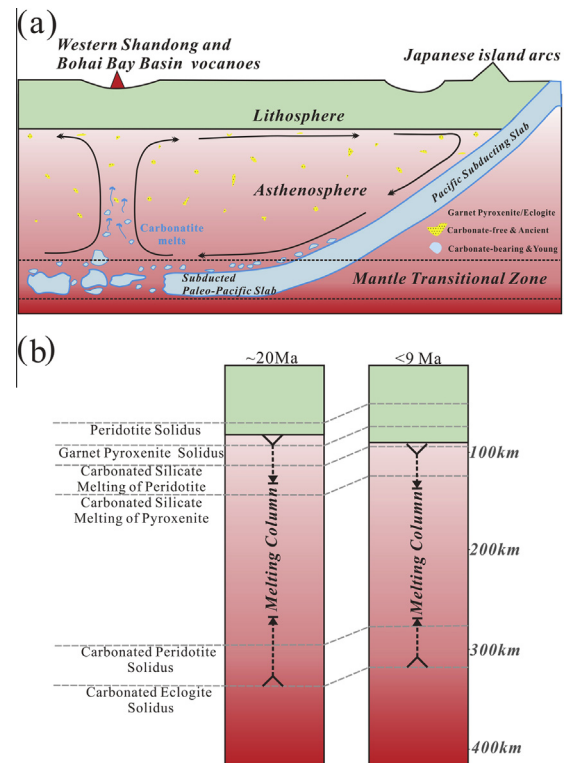 (a)
Western Shandong and
Bohai Bay Basin vocanoes
Japanese island arcs
Lithosphere
Asthenosphere
Pacific Subducting Slab
Garnet Pyroxenite/Eclogite
Carbonate-free & Ancient
Carbonate-bearing &Young
Carbonatite
melts
Subducted
Paleo-Pacific Slab
Mantle Transitional Zone
(b)
~20Ma
<9 Ma
Peridotite Solidus
Garnet Pyroxenite Solidus
Carbonated Silicate
Melting of Peridotite
Carbonated Silicate
Melting of Pyroxenite
Carbonated Peridotite
Solidus
Carbonated Eclogite
Solidus
Melting Column
Melting Column
100km
200km
300km
400km